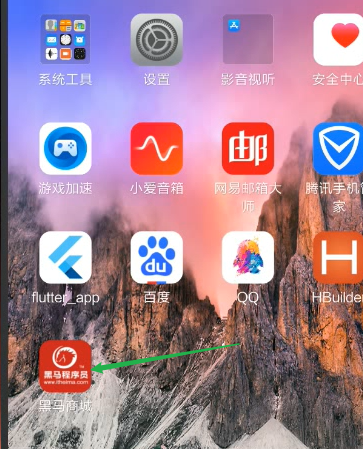 系统工具
设置
影音视听
安全中心
游戏加速
小爱音箱
网易邮箱大
师
腾讯手机管
家
flutter_app
百度
QQ
HBuilder
邮
du
H
黑马程序员
www.itheima.com
黑马商城